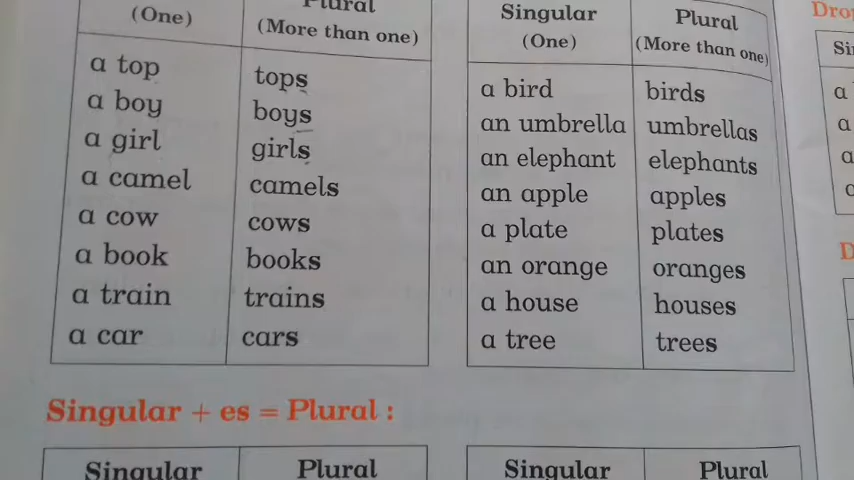 (One) Plural
(More than one)
a top tops
a boy boys
a girl girls
a camel camels
a cow cows
a book books
a train trains
a car cars
Singular Plural
(One) (More than one)
a bird birds
an umbrella umbrellas
an elephant elephants
an apple apples
a plate plates
an orange oranges
a house houses
a tree trees
Singular + es = Plural :
Singular Plural
Singular Plural
a
a
a